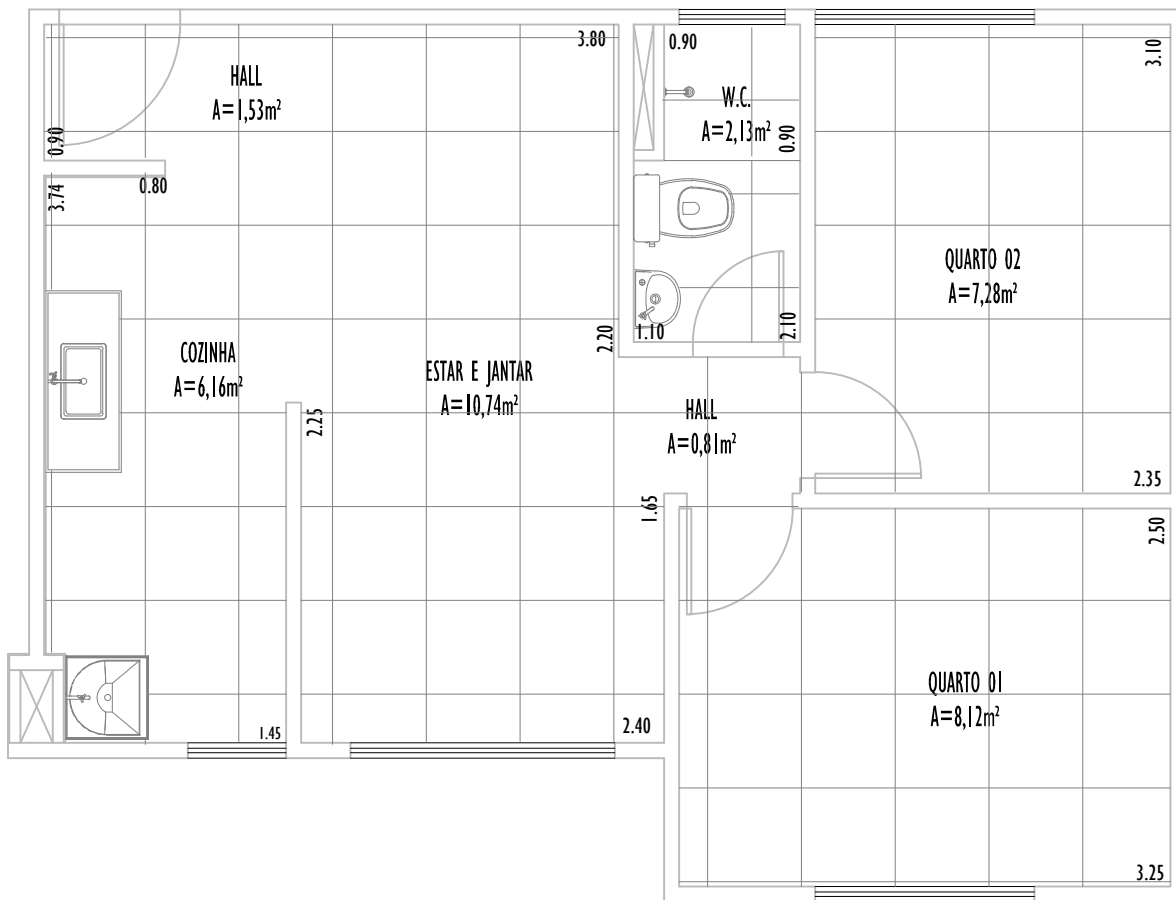 3.80
0.90
3.10
HALL
A=1,53m²
W.C.
A=2,13m²
0.90
0.90
3.74
0.80
QUARTO 02
A=7,28m²
1.10
2.10
2.20
COZINHA
A=6,16m²
ESTAR E JANTAR
A=10,74m²
2.25
HALL
A=0,81m²
2.35
1.65
2.50
QUARTO 01
A=8,12m²
1.45
2.40
3.25